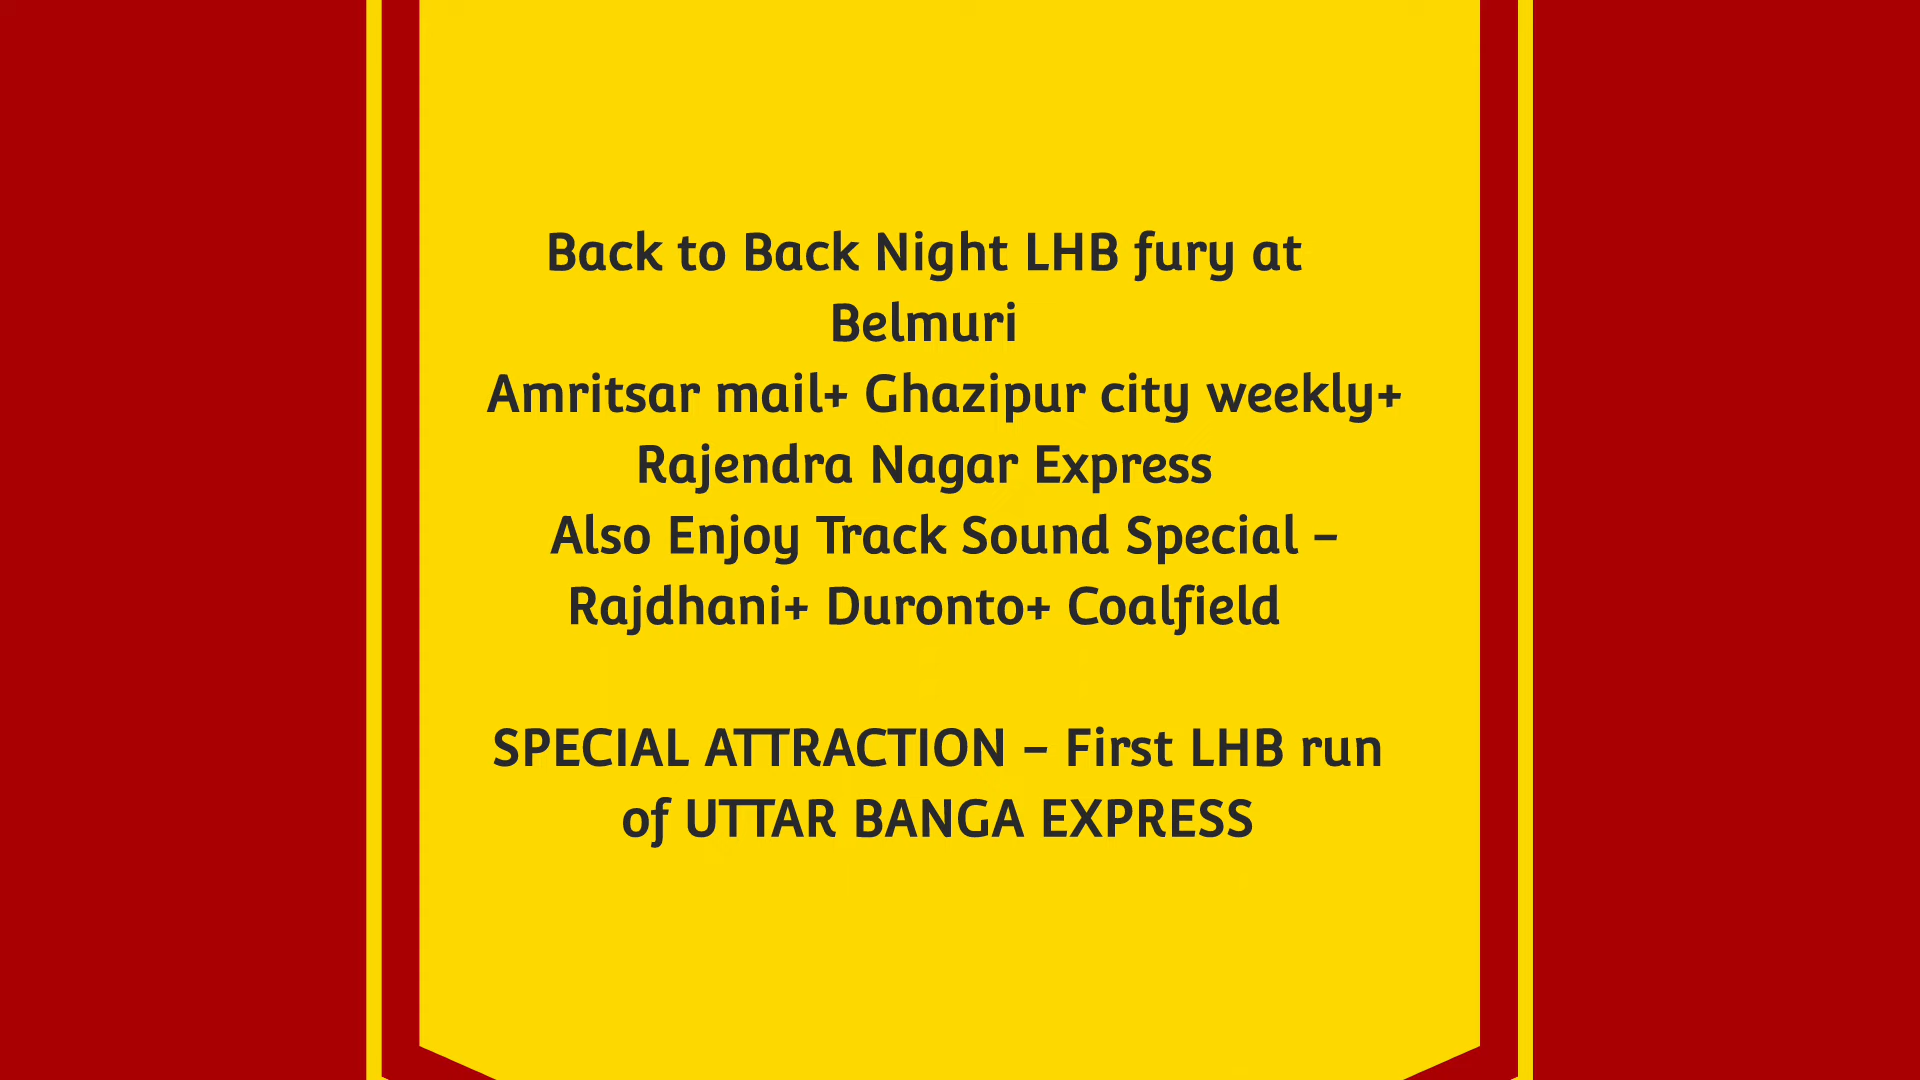 Back to Back Night LHB fury at
Belmuri
Amritsar mail+ Ghazipur city weekly+
Rajendra Nagar Express
Also Enjoy Track Sound Special –
Rajdhani+ Duronto+ Coalfield
SPECIAL ATTRACTION – First LHB run
of UTTAR BANGA EXPRESS